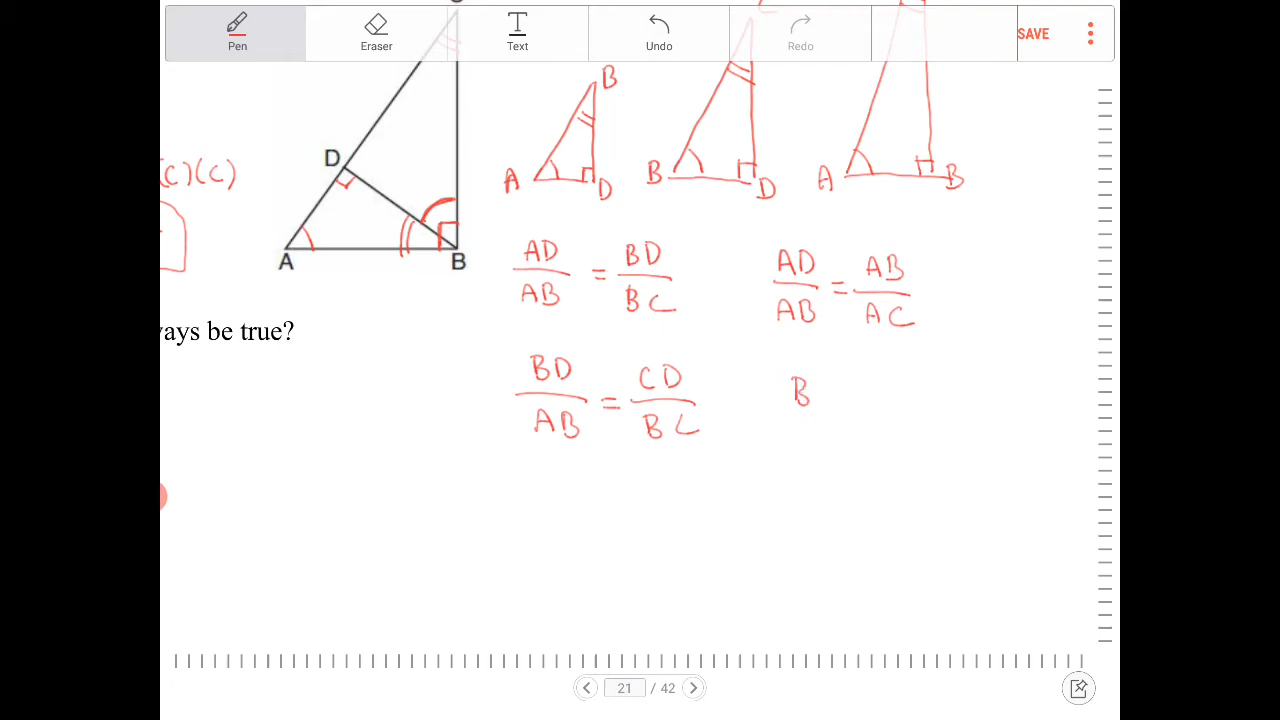 Pen Eraser Text Undo Redo SAVE
B
D
(C)(C)
A D B D A B
A B
AD/AB = BD/BC AD/AB = AB/AC
ways be true?
BD/AB = CD/BC B
21 / 42